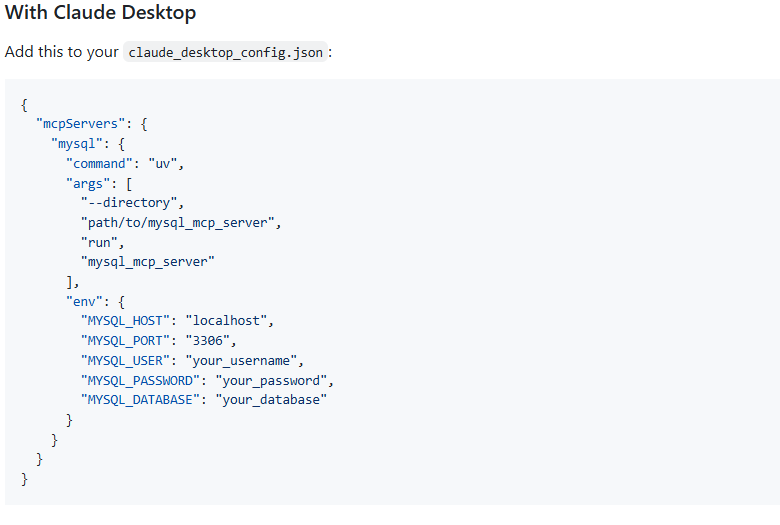 With Claude Desktop
Add this to your claude_desktop_config.json:
{
  "mcpServers": {
    "mysql": {
      "command": "uv",
      "args": [
        "--directory",
        "path/to/mysql_mcp_server",
        "run",
        "mysql_mcp_server"
      ],
      "env": {
        "MYSQL_HOST": "localhost",
        "MYSQL_PORT": "3306",
        "MYSQL_USER": "your_username",
        "MYSQL_PASSWORD": "your_password",
        "MYSQL_DATABASE": "your_database"
      }
    }
  }
}